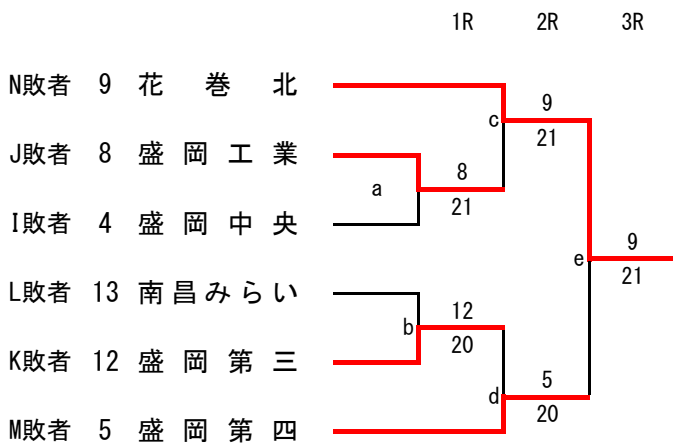 1R 2R 3R
N敗者 9 花巻北
9
c
21
J敗者 8 盛岡工業
8
a
21
I敗者 4 盛岡中央
9
e
21
L敗者 13 南昌みらい
12
b
20
K敗者 12 盛岡第三
5
d
20
M敗者 5 盛岡第四